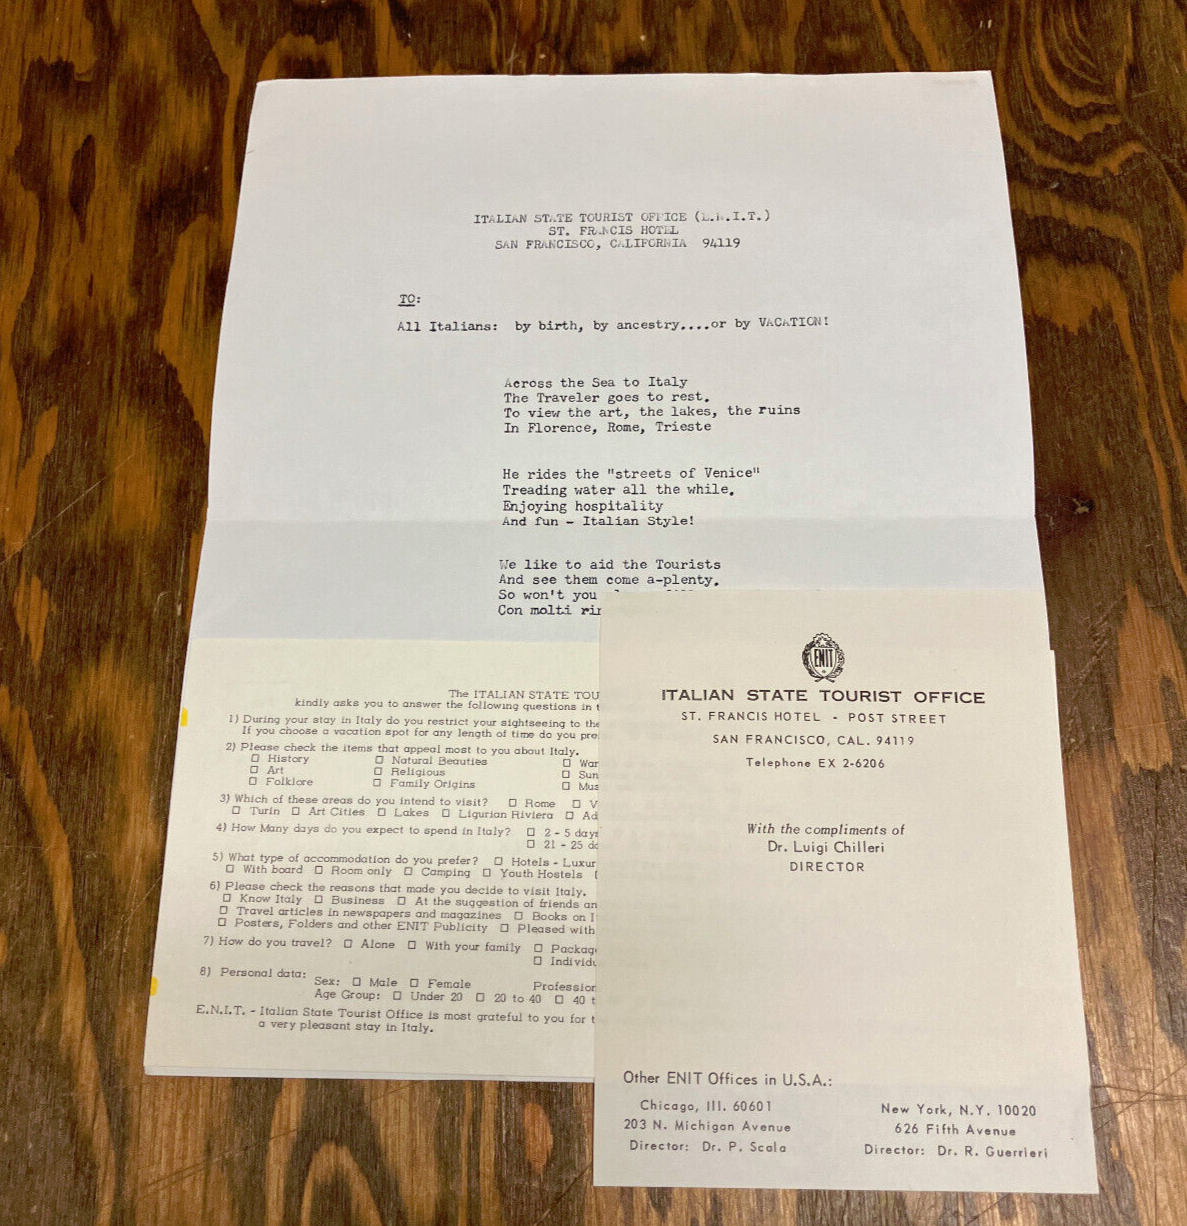 ITALIAN STATE TOURIST OFFICE (E.N.I.T.)
ST. FRANCIS HOTEL
SAN FRANCISCO, CALIFORNIA 94119
TO:
All Italians: by birth, by ancestry....or by VACATION!
Across the Sea to Italy
The Traveler goes to rest.
To view the art, the lakes, the ruins
In Florence, Rome, Trieste
He rides the "streets of Venice"
Treading water all the while.
Enjoying hospitality
And fun - Italian Style!
We like to aid the Tourists
And see them come a-plenty.
So won't you
Con molti
The ITALIAN STATE
kindly asks you to answer the following questions in
1) During your stay in Italy do you restrict your sightseeing to the
If you choose a vacation spot for any length of time do you
2) Please check the items that appeal most to you about Italy.
☐ History ☐ Natural Beauties ☐
☐ Art ☐ Religious ☐
☐ Folklore ☐ Family Origins ☐
3) Which of these areas do you intend to visit? ☐ Rome ☐
☐ Turin ☐ Art Cities ☐ Lakes ☐ Ligurian Riviera ☐
4) How Many days do you expect to spend in Italy? ☐ 2 - 5 days
☐ 21 - 25
5) What type of accommodation do you prefer? ☐ Hotels -
☐ With board ☐ Room only ☐ Camping ☐ Youth Hostels
6) Please check the reasons that made you decide to visit Italy.
☐ Know Italy ☐ Business ☐ At the suggestion of friends
☐ Travel articles in newspapers and magazines ☐ Books on
☐ Posters, Folders and other ENIT Publicity ☐ Pleased with
7) How do you travel? ☐ Alone ☐ With your family ☐
☐
8) Personal data:
Sex: ☐ Male ☐ Female Profession
Age Group: ☐ Under 20 ☐ 20 to 40 ☐ 40
E.N.I.T. - Italian State Tourist Office is most grateful to you for
a very pleasant stay in Italy.
ENIT
ITALIAN STATE TOURIST OFFICE
ST. FRANCIS HOTEL - POST STREET
SAN FRANCISCO, CAL. 94119
Telephone EX 2-6206
With the compliments of
Dr. Luigi Chilleri
DIRECTOR
Other ENIT Offices in U.S.A.:
Chicago, Ill. 60601
203 N. Michigan Avenue
Director: Dr. P. Scala
New York, N.Y. 10020
626 Fifth Avenue
Director: Dr. R. Guerrieri